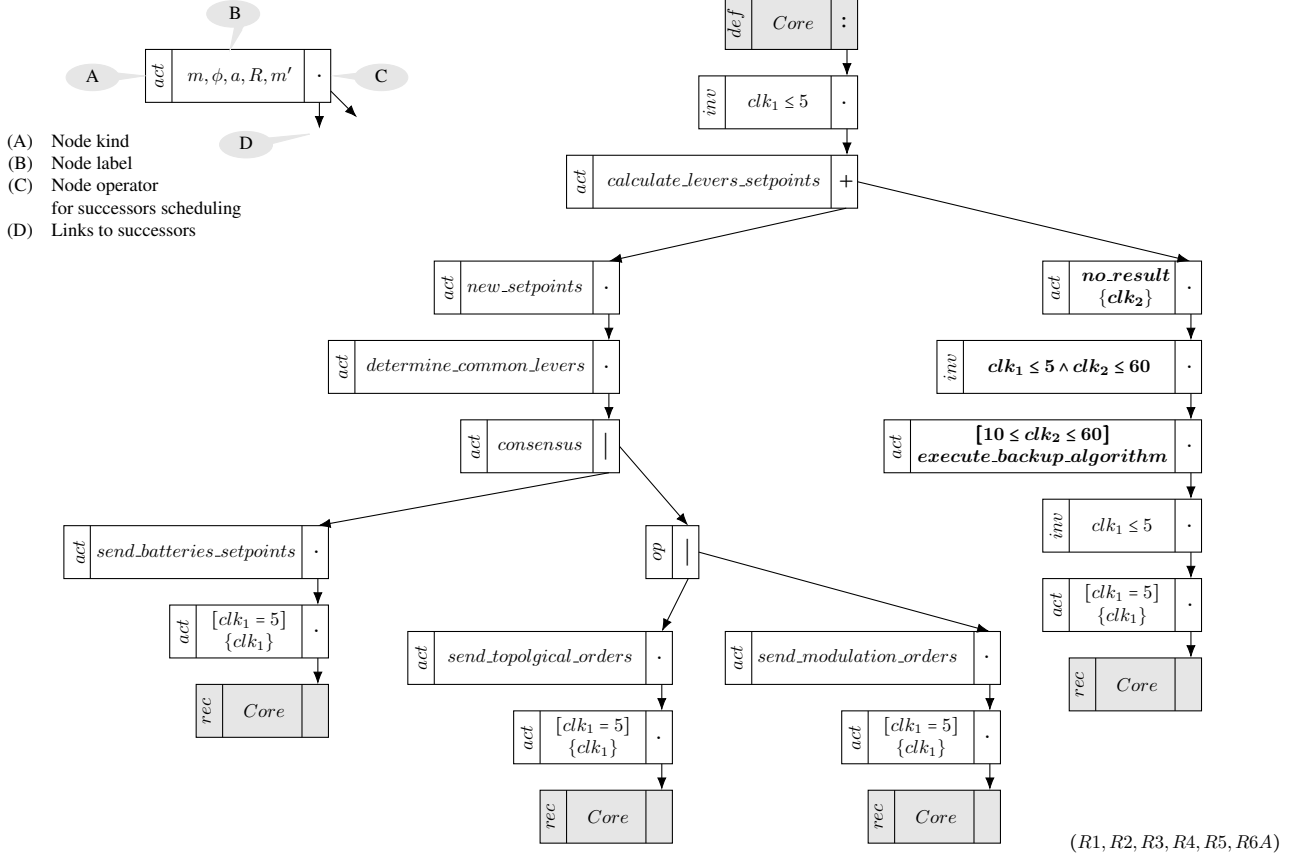 B
act
m, ϕ, a, R, m′
·
A
C
D
(A) Node kind
(B) Node label
(C) Node operator
for successors scheduling
(D) Links to successors
def
Core
:
inv
clk₁ ≤ 5
·
act
calculate_levers_setpoints
+
act
new_setpoints
·
act
no_result
{clk₂}
·
act
determine_common_levers
·
inv
clk₁ ≤ 5 ∧ clk₂ ≤ 60
·
act
consensus
|
act
[10 ≤ clk₂ ≤ 60]
execute_backup_algorithm
·
act
send_batteries_setpoints
·
op
|
inv
clk₁ ≤ 5
·
act
[clk₁ = 5]
{clk₁}
·
act
send_topolgical_orders
·
act
send_modulation_orders
·
act
[clk₁ = 5]
{clk₁}
·
rec
Core
act
[clk₁ = 5]
{clk₁}
·
act
[clk₁ = 5]
{clk₁}
·
rec
Core
rec
Core
rec
Core
(R1, R2, R3, R4, R5, R6A)